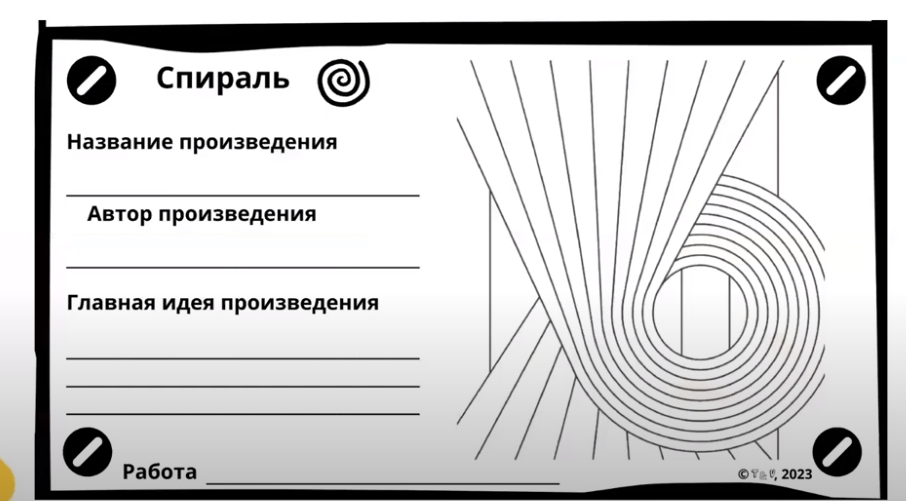 Спираль
Название произведения
Автор произведения
Главная идея произведения
Работа
©, 2023